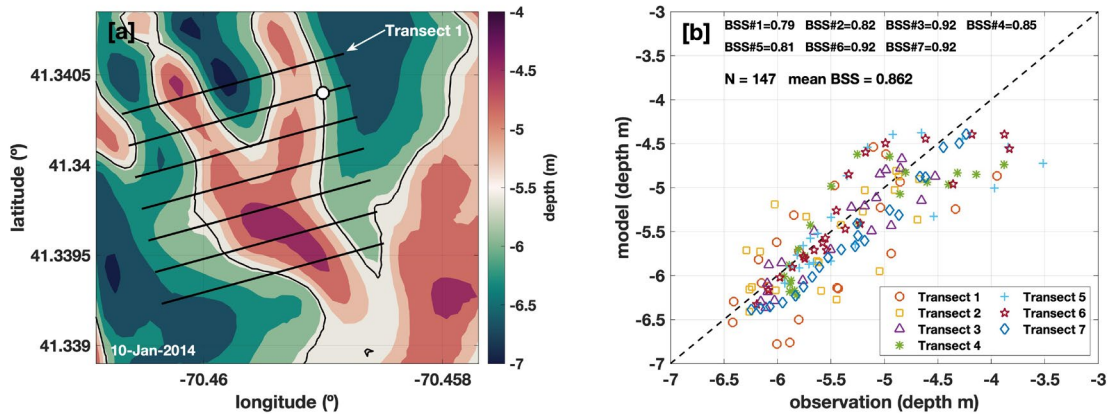 [a]
Transect 1
10-Jan-2014
41.3405
41.34
41.3395
41.339
latitude (º)
-70.46
-70.458
longitude (º)
-4
-4.5
-5
-5.5
-6
-6.5
-7
depth (m)
[b]
BSS#1=0.79 BSS#2=0.82 BSS#3=0.92 BSS#4=0.85
BSS#5=0.81 BSS#6=0.92 BSS#7=0.92
N = 147 mean BSS = 0.862
-3
-3.5
-4
-4.5
-5
-5.5
-6
-6.5
-7
model (depth m)
Transect 1
Transect 2
Transect 3
Transect 4
Transect 5
Transect 6
Transect 7
-7 -6.5 -6 -5.5 -5 -4.5 -4 -3.5 -3
observation (depth m)